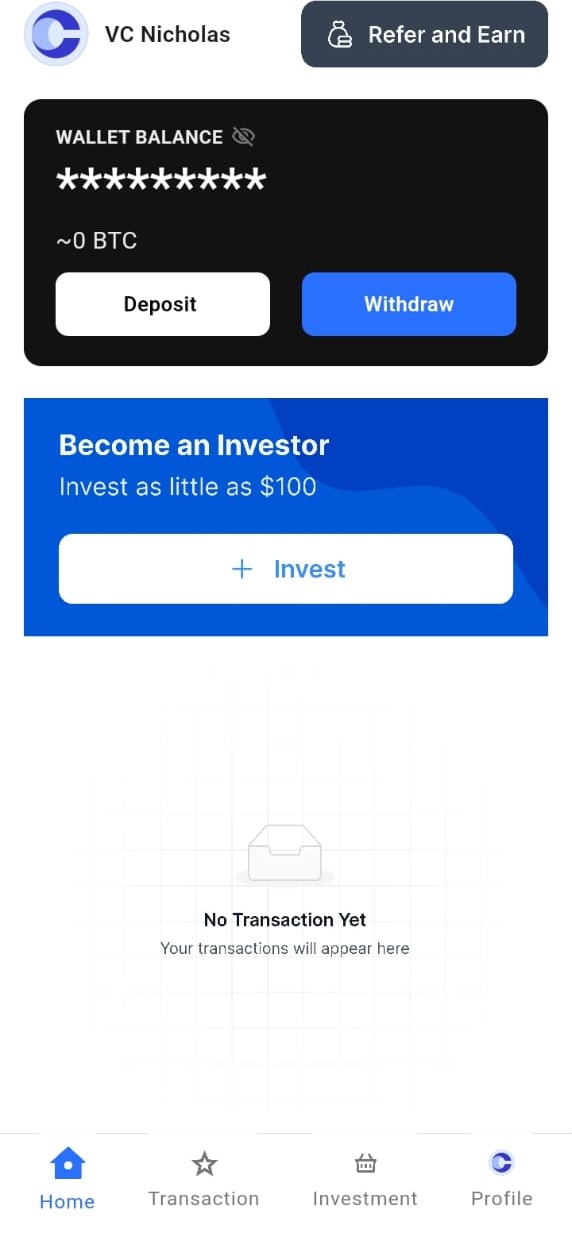 VC Nicholas
Refer and Earn
WALLET BALANCE
*********
~0 BTC
Deposit
Withdraw
Become an Investor
Invest as little as $100
+ Invest
No Transaction Yet
Your transactions will appear here
Home
Transaction
Investment
Profile